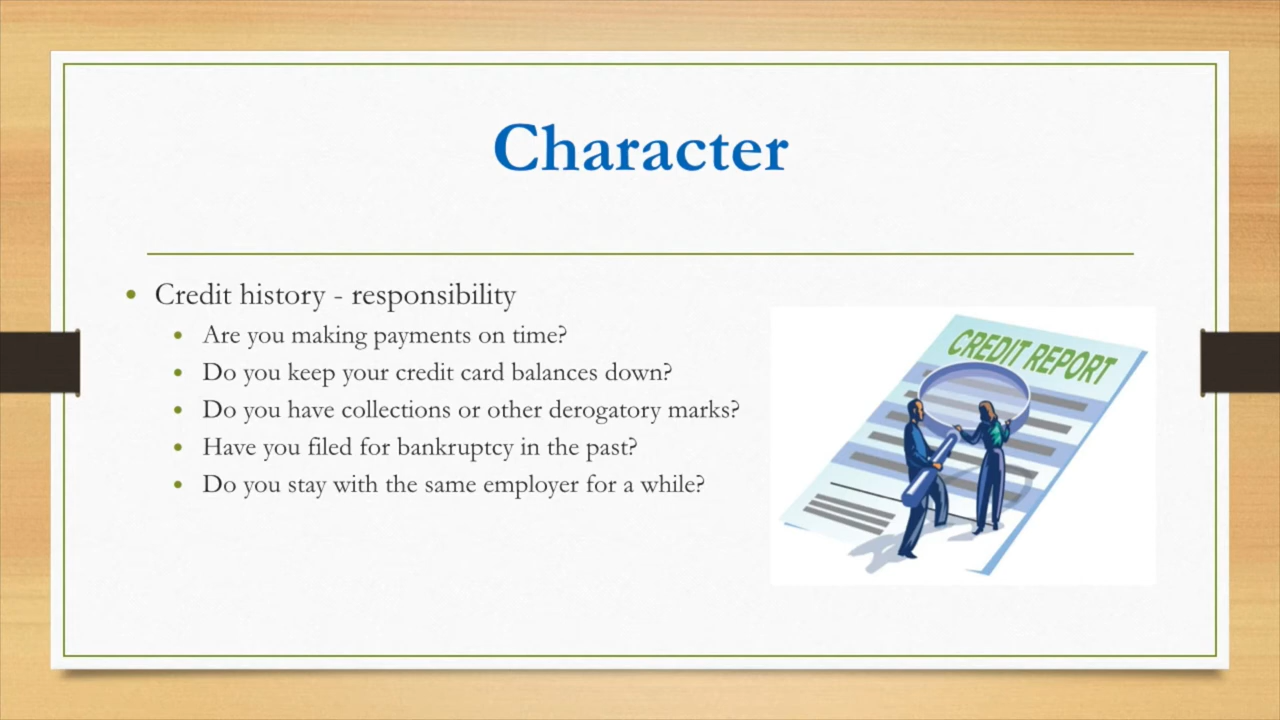 Character
Credit history - responsibility
Are you making payments on time?
Do you keep your credit card balances down?
Do you have collections or other derogatory marks?
Have you filed for bankruptcy in the past?
Do you stay with the same employer for a while?
CREDIT REPORT